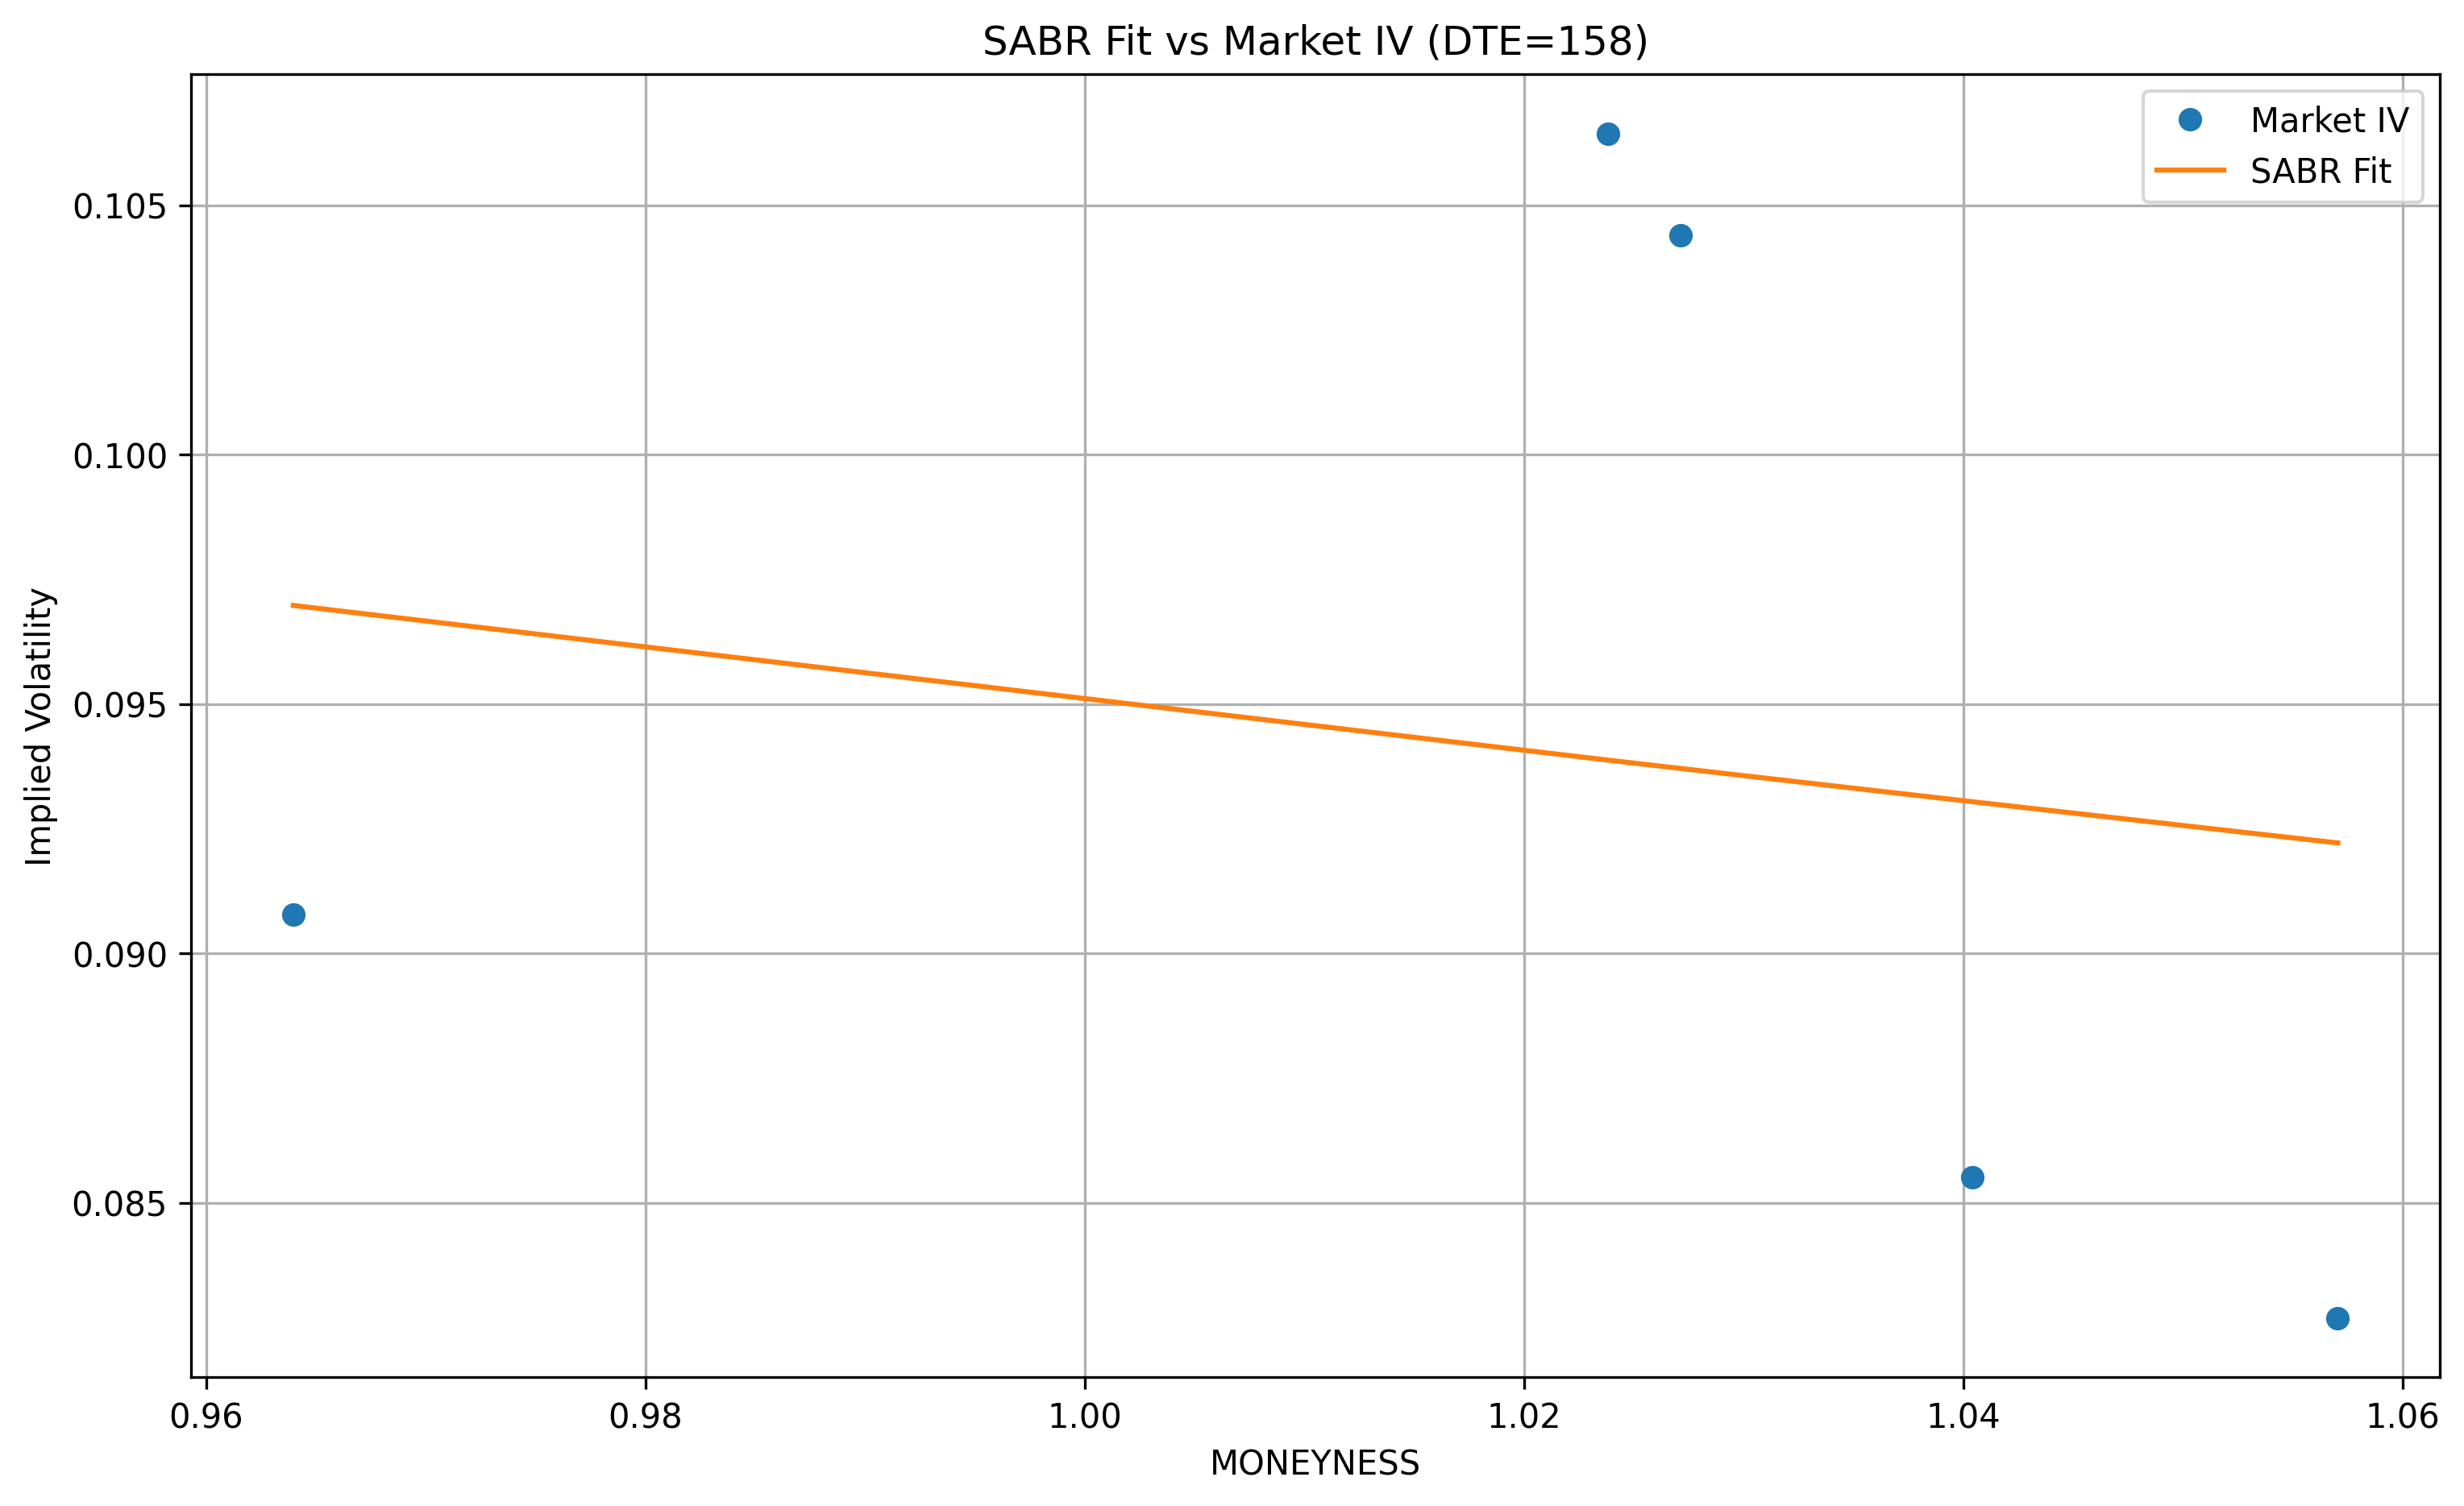 SABR Fit vs Market IV (DTE=158)
Market IV
SABR Fit
0.105
0.100
0.095
0.090
0.085
Implied Volatility
0.96 0.98 1.00 1.02 1.04 1.06
MONEYNESS